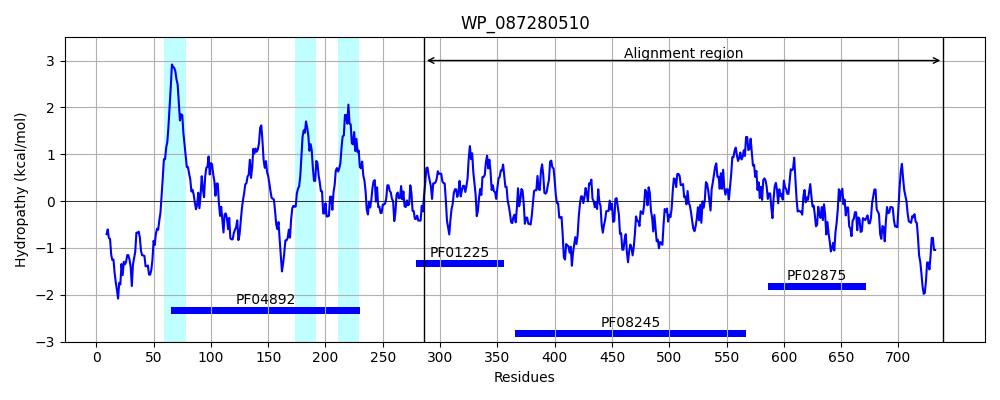 WP_087280510
Alignment region
3
2
1
0
−1
−2
−3
Hydropathy (kcal/mol)
PF01225
PF02875
PF04892
PF08245
0 50 100 150 200 250 300 350 400 450 500 550 600 650 700
Residues